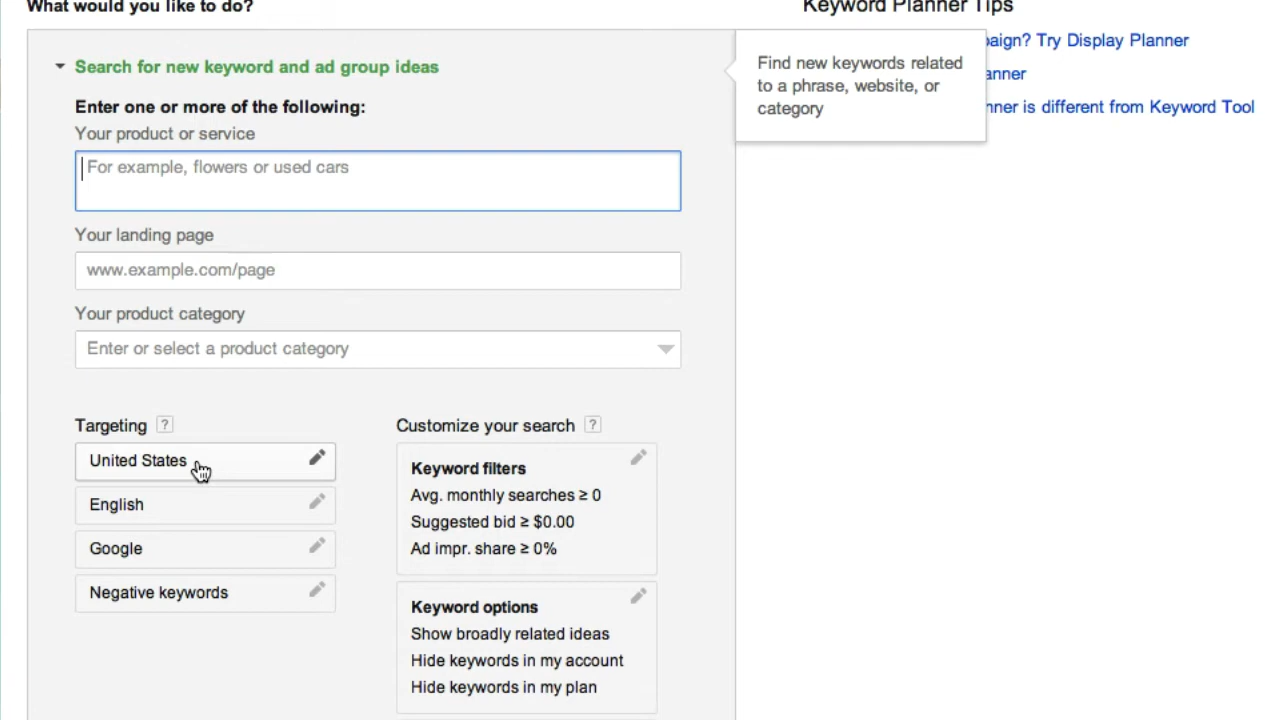 What would you like to do?
Keyword Planner Tips
Search for new keyword and ad group ideas
Find new keywords related
to a phrase, website, or
category
paign? Try Display Planner
anner
nner is different from Keyword Tool
Enter one or more of the following:
Your product or service
For example, flowers or used cars
Your landing page
www.example.com/page
Your product category
Enter or select a product category
Targeting ?
United States
English
Google
Negative keywords
Customize your search ?
Keyword filters
Avg. monthly searches ≥ 0
Suggested bid ≥ $0.00
Ad impr. share ≥ 0%
Keyword options
Show broadly related ideas
Hide keywords in my account
Hide keywords in my plan